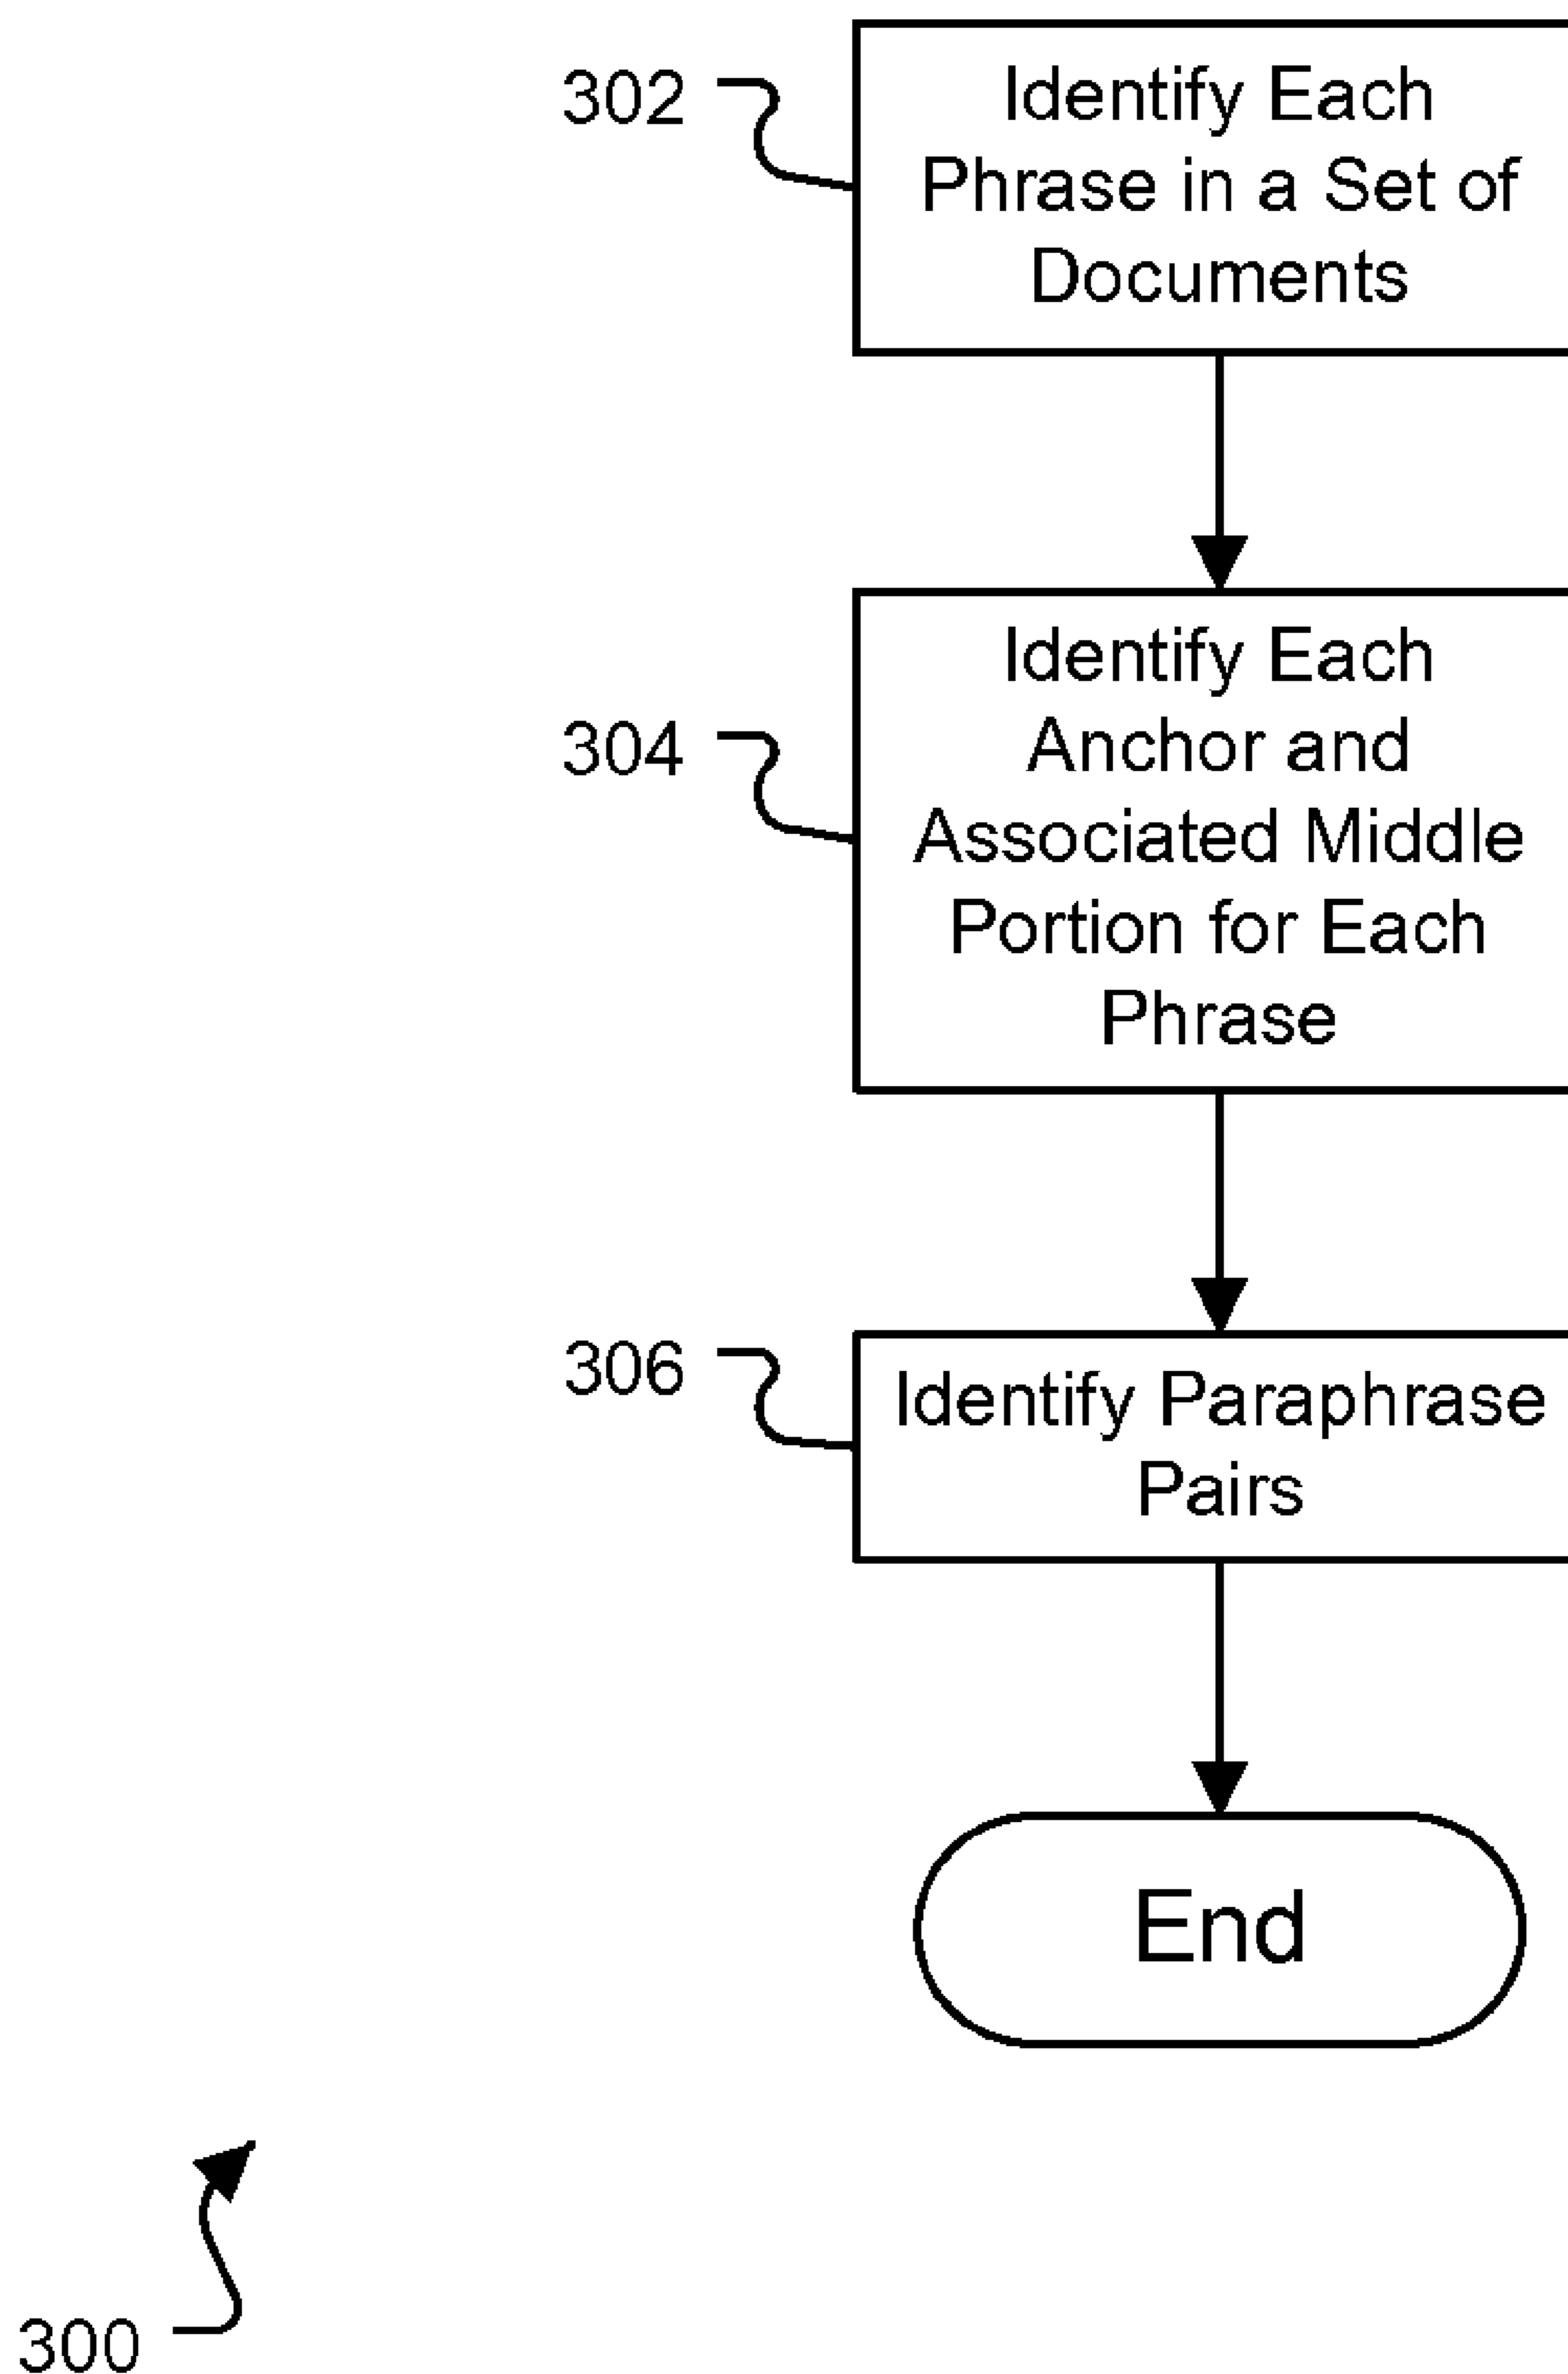 302
Identify Each
Phrase in a Set of
Documents
304
Identify Each
Anchor and
Associated Middle
Portion for Each
Phrase
306
Identify Paraphrase
Pairs
End
300